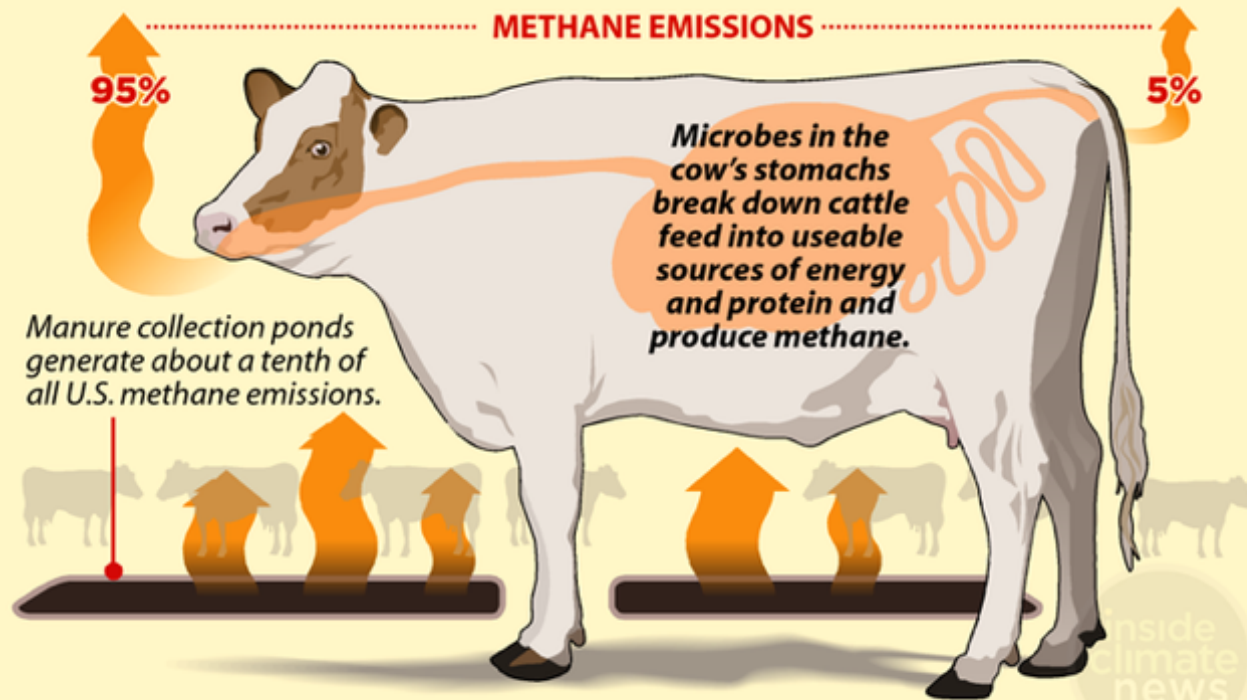 METHANE EMISSIONS
95%
5%
Microbes in the
cow's stomachs
break down cattle
feed into useable
sources of energy
and protein and
produce methane.
Manure collection ponds
generate about a tenth of
all U.S. methane emissions.
inside
climate
news